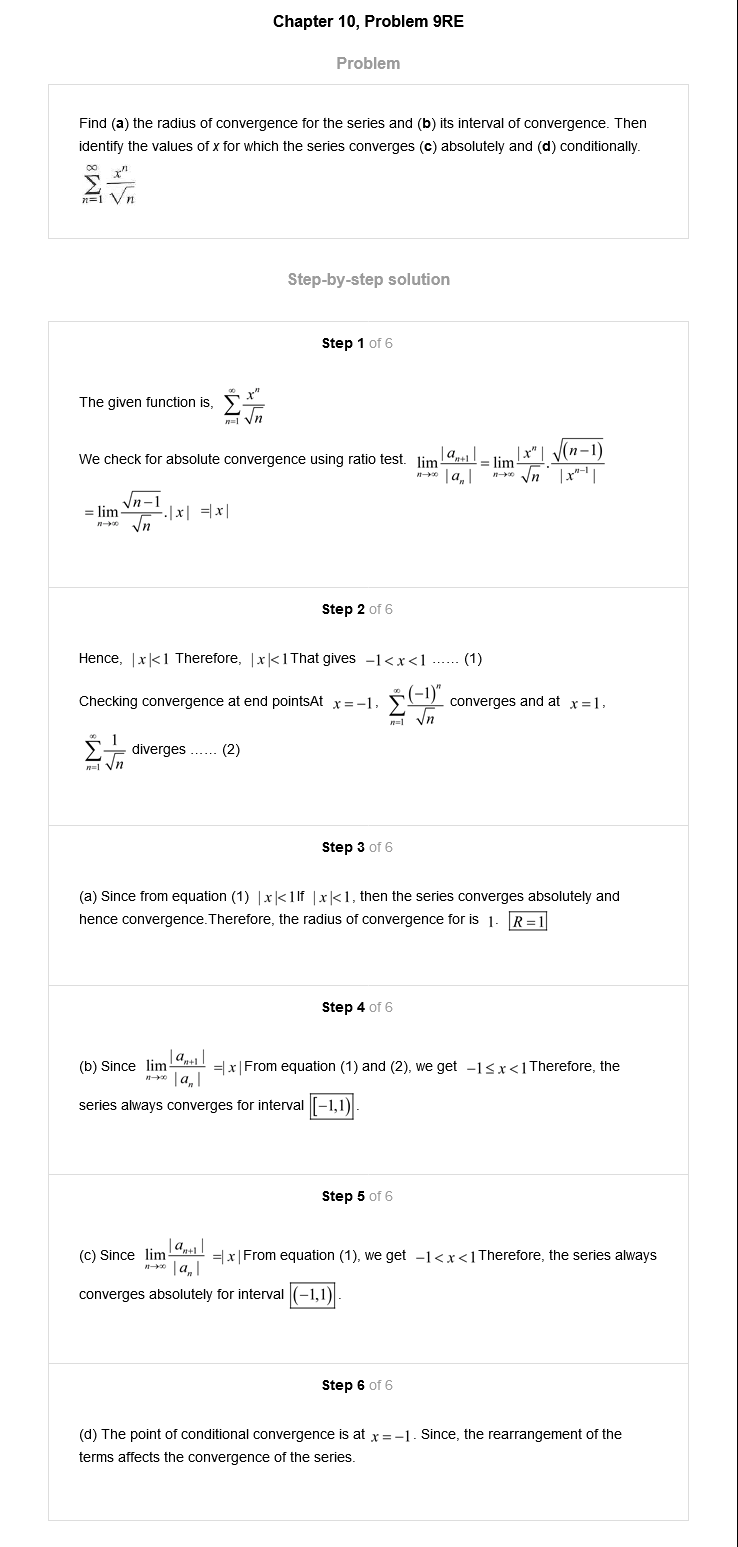 Chapter 10, Problem 9RE
Problem
Find (a) the radius of convergence for the series and (b) its interval of convergence. Then
identify the values of x for which the series converges (c) absolutely and (d) conditionally.
\sum_{n=1}^{\infty} \frac{x^n}{\sqrt{n}}
Step-by-step solution
Step 1 of 6
The given function is, \sum_{n=1}^{\infty} \frac{x^n}{\sqrt{n}}
We check for absolute convergence using ratio test. \lim_{n \to \infty} \frac{|a_{n+1}|}{|a_n|} = \lim_{n \to \infty} \frac{|x^n|}{\sqrt{n}} . \frac{\sqrt{(n-1)}}{|x^{n-1}|}
= \lim_{n \to \infty} \frac{\sqrt{n-1}}{\sqrt{n}} .|x| =|x|
Step 2 of 6
Hence, |x|<1 Therefore, |x|<1 That gives −1<x<1 ...... (1)
Checking convergence at end pointsAt x=−1, \sum_{n=1}^{\infty} \frac{(-1)^n}{\sqrt{n}} converges and at x=1,
\sum_{n=1}^{\infty} \frac{1}{\sqrt{n}} diverges ...... (2)
Step 3 of 6
(a) Since from equation (1) |x|<1If |x|<1, then the series converges absolutely and
hence convergence.Therefore, the radius of convergence for is 1. R=1
Step 4 of 6
(b) Since \lim_{n \to \infty} \frac{|a_{n+1}|}{|a_n|} =|x| From equation (1) and (2), we get −1≤x<1 Therefore, the
series always converges for interval [−1,1).
Step 5 of 6
(c) Since \lim_{n \to \infty} \frac{|a_{n+1}|}{|a_n|} =|x| From equation (1), we get −1<x<1 Therefore, the series always
converges absolutely for interval (−1,1).
Step 6 of 6
(d) The point of conditional convergence is at x=−1. Since, the rearrangement of the
terms affects the convergence of the series.